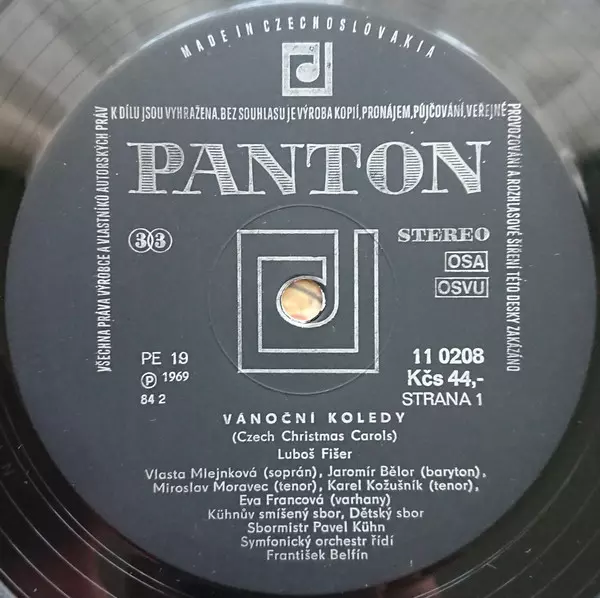 MADE IN CZECHOSLOVAKIA
VŠECHNA PRÁVA VÝROBCE A VLASTNÍKŮ AUTORSKÝCH PRÁV
K DÍLU JSOU VYHRAŽENA. BEZ SOUHLASU JE VÝROBA KOPIÍ, PRONÁJEM, PŮJČOVÁNÍ, VEŘEJNÉ
PROVOZOVÁNÍ A ROZHLASOVÉ ŠÍŘENÍ TÉTO DESKY ZAKÁZÁNO
PANTON
33
STEREO
OSA
OSVU
PE 19
Ⓟ 1969
84 2
11 0208
Kčs 44,-
STRANA 1
VÁNOČNÍ KOLEDY
(Czech Christmas Carols)
Luboš Fišer
Vlasta Mlejnková (soprán), Jaromír Bělor (baryton),
Miroslav Moravec (tenor), Karel Kožušník (tenor),
Eva Francová (varhany)
Kühnův smíšený sbor, Dětský sbor
Sbormistr Pavel Kühn
Symfonický orchestr řídí
František Belfín